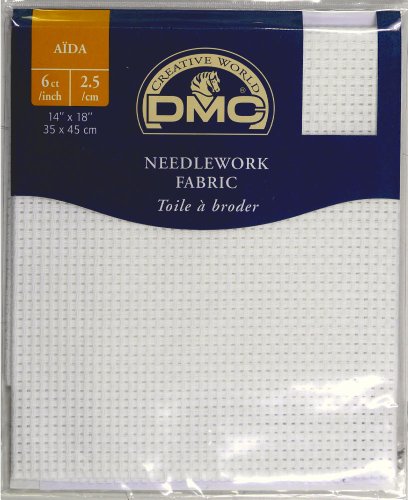 AÏDA
6 ct 2.5
/inch /cm
14" x 18"
35 x 45 cm
CREATIVE WORLD
DMC®
NEEDLEWORK
FABRIC
Toile à broder